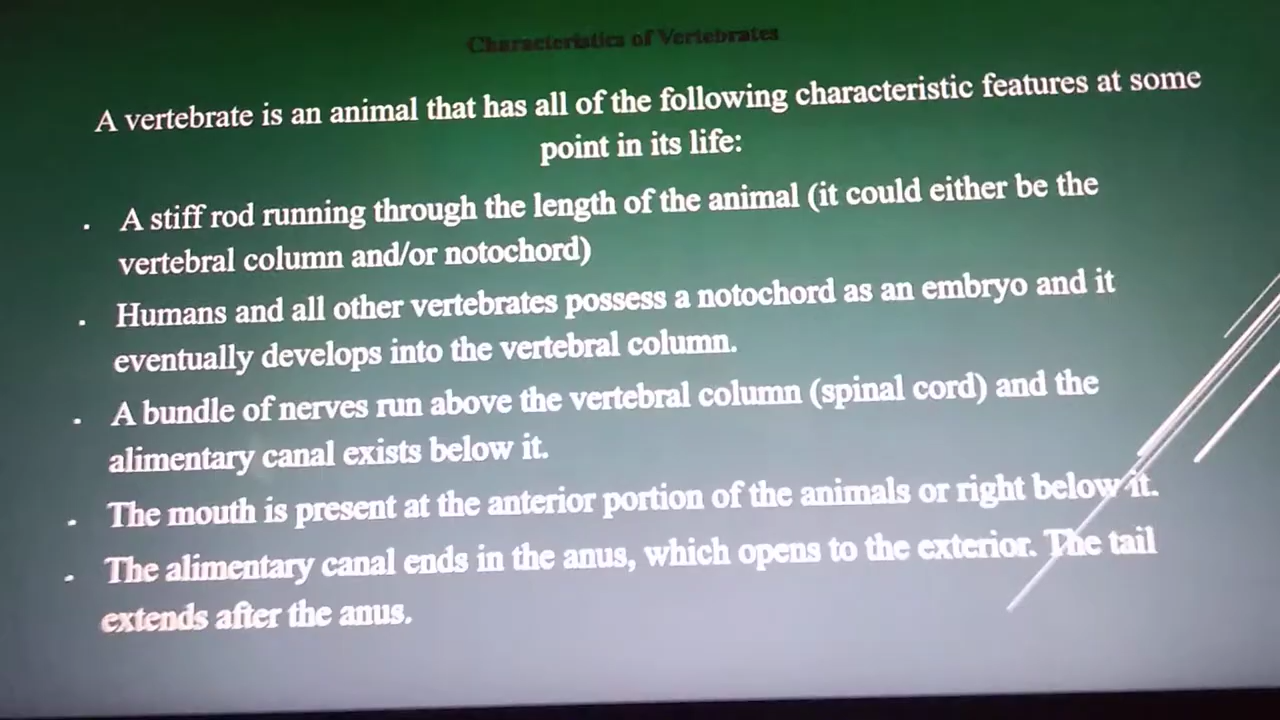 Characteristics of Vertebrates
A vertebrate is an animal that has all of the following characteristic features at some
point in its life:
. A stiff rod running through the length of the animal (it could either be the
vertebral column and/or notochord)
. Humans and all other vertebrates possess a notochord as an embryo and it
eventually develops into the vertebral column.
. A bundle of nerves run above the vertebral column (spinal cord) and the
alimentary canal exists below it.
. The mouth is present at the anterior portion of the animals or right below it.
. The alimentary canal ends in the anus, which opens to the exterior. The tail
extends after the anus.